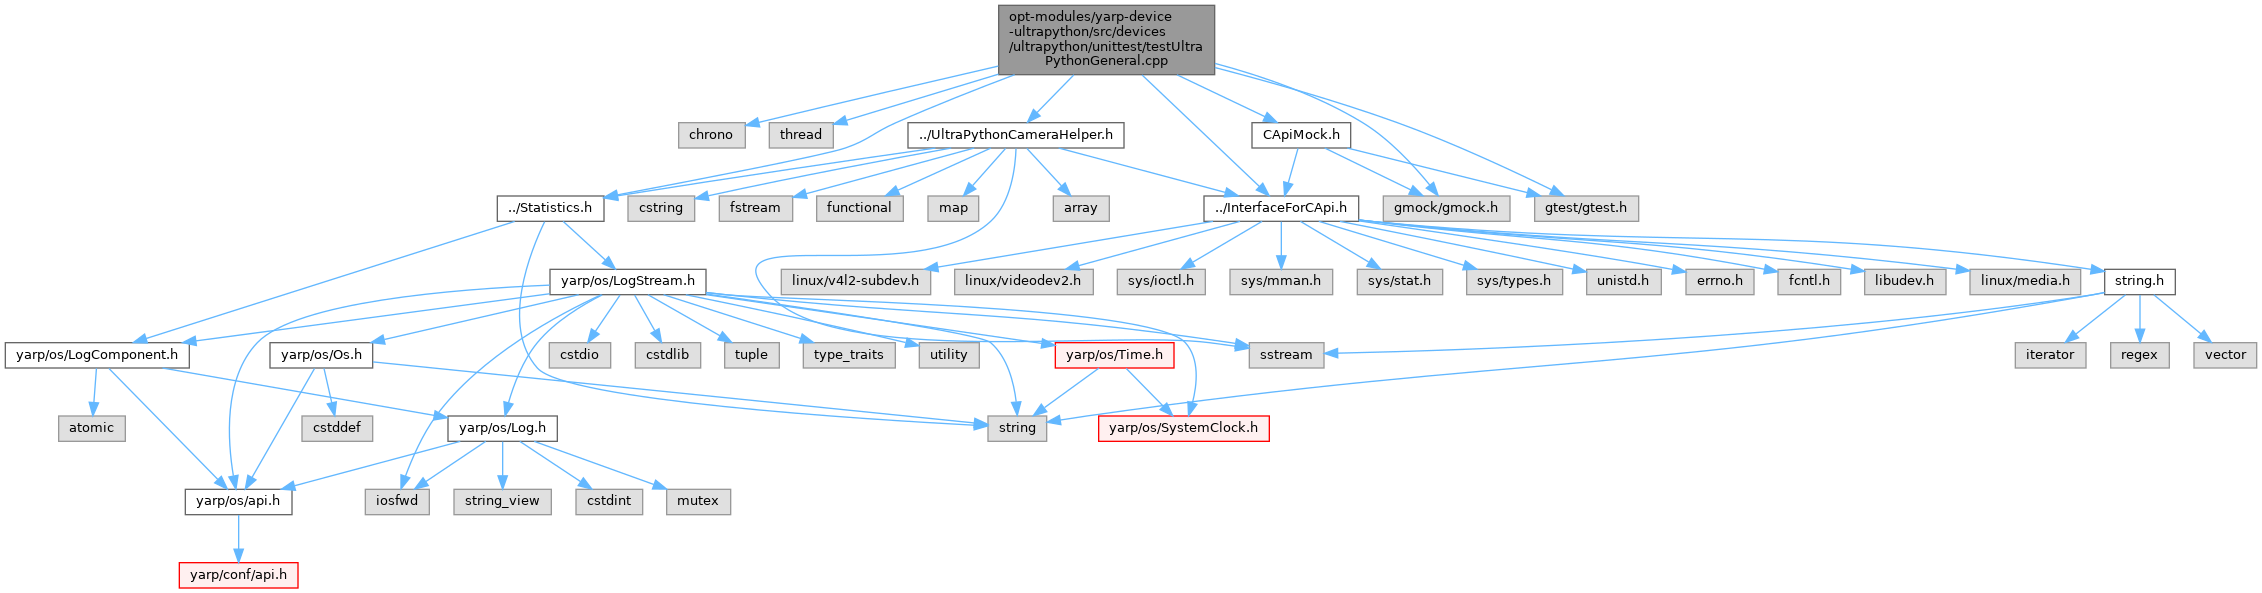 opt-modules/yarp-device
-ultrapython/src/devices
/ultrapython/unittest/testUltra
PythonGeneral.cpp
chrono
thread
../UltraPythonCameraHelper.h
CApiMock.h
../Statistics.h
cstring
fstream
functional
map
array
../InterfaceForCApi.h
gmock/gmock.h
gtest/gtest.h
yarp/os/LogStream.h
linux/v4l2-subdev.h
linux/videodev2.h
sys/ioctl.h
sys/mman.h
sys/stat.h
sys/types.h
unistd.h
errno.h
fcntl.h
libudev.h
linux/media.h
string.h
yarp/os/LogComponent.h
yarp/os/Os.h
cstdio
cstdlib
tuple
type_traits
utility
yarp/os/Time.h
sstream
iterator
regex
vector
atomic
cstddef
yarp/os/Log.h
string
yarp/os/SystemClock.h
yarp/os/api.h
iosfwd
string_view
cstdint
mutex
yarp/conf/api.h